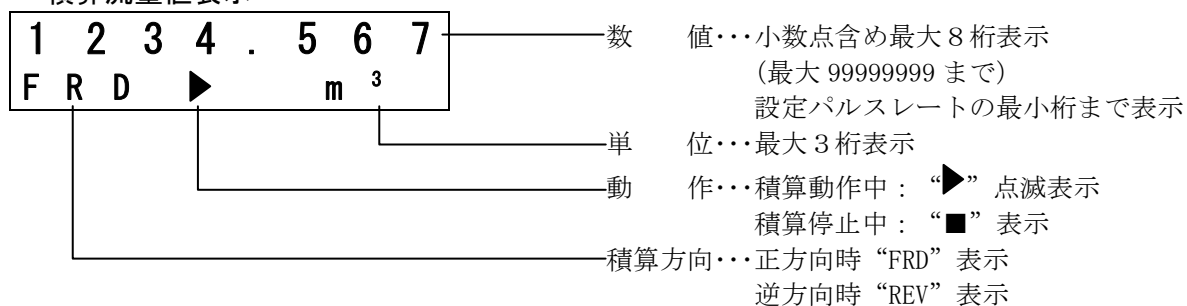 積算流量値表示
1234.567
FRD ▶ m³
数　値･･･小数点含め最大８桁表示
(最大 99999999 まで)
設定パルスレートの最小桁まで表示
単　位･･･最大３桁表示
動　作･･･積算動作中：“▶”点滅表示
積算停止中：“■”表示
積算方向･･･正方向時“FRD”表示
逆方向時“REV”表示